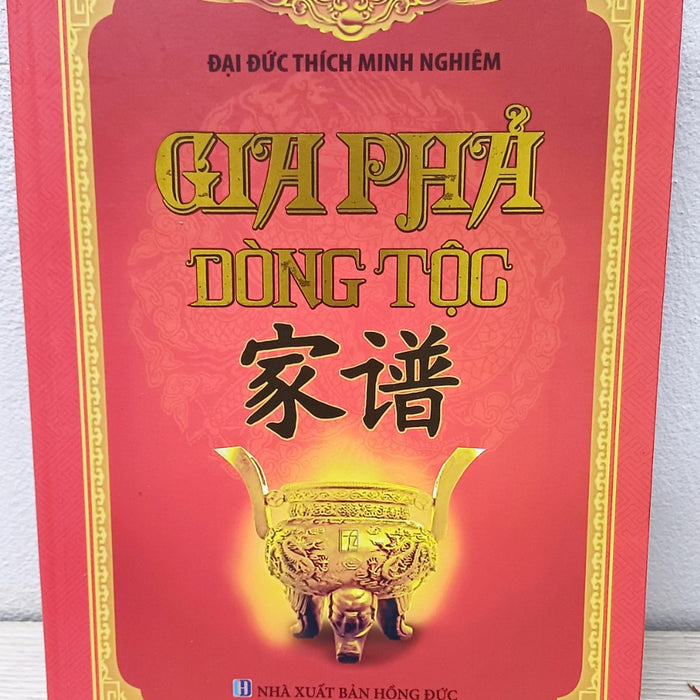 ĐẠI ĐỨC THÍCH MINH NGHIÊM
GIA PHẢ
DÒNG TỘC
家谱
NHÀ XUẤT BẢN HỒNG ĐỨC